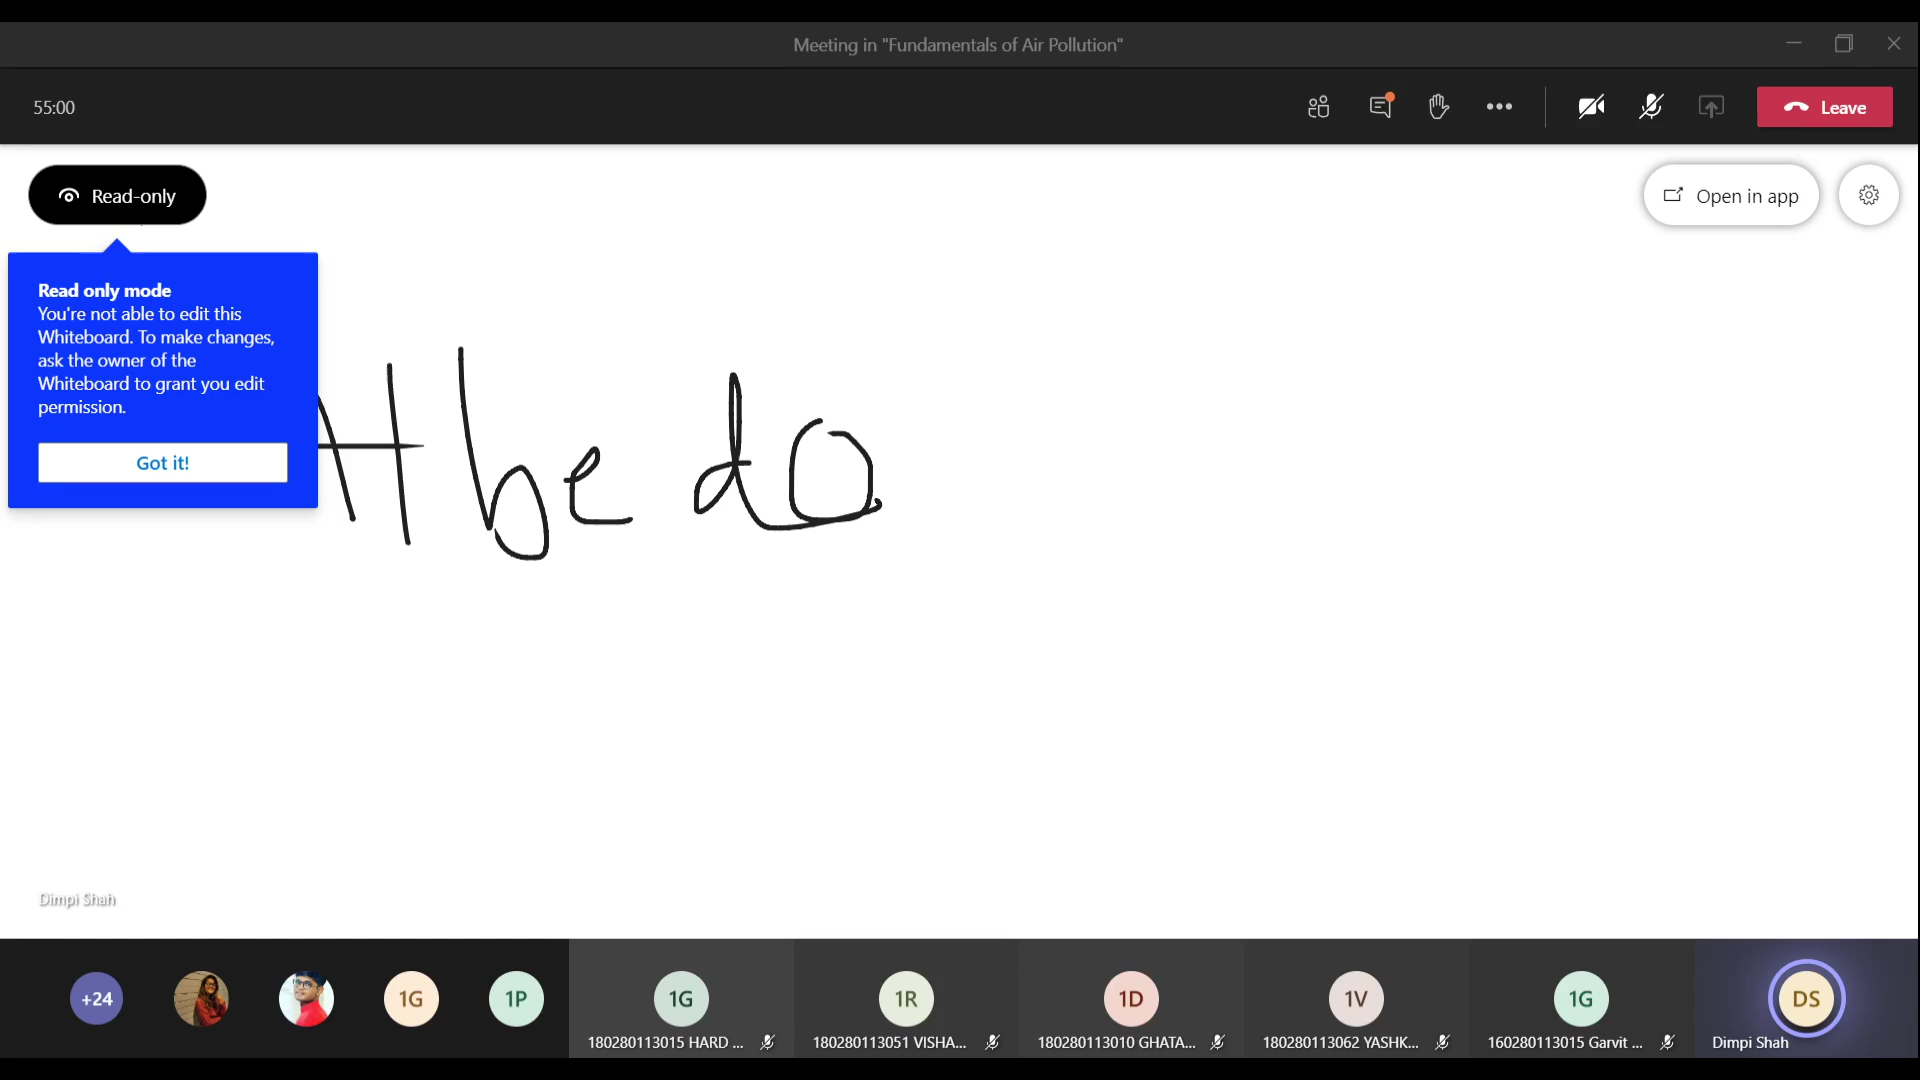 Meeting in "Fundamentals of Air Pollution"
55:00
Leave
Read-only
Open in app
Read only mode
You're not able to edit this
Whiteboard. To make changes,
ask the owner of the
Whiteboard to grant you edit
permission.
Got it!
be do
Dimpi Shah
+24
1G
1P
1G
1R
1D
1V
1G
DS
180280113015 HARD ...
180280113051 VISHA...
180280113010 GHATA...
180280113062 YASHK...
160280113015 Garvit ...
Dimpi Shah